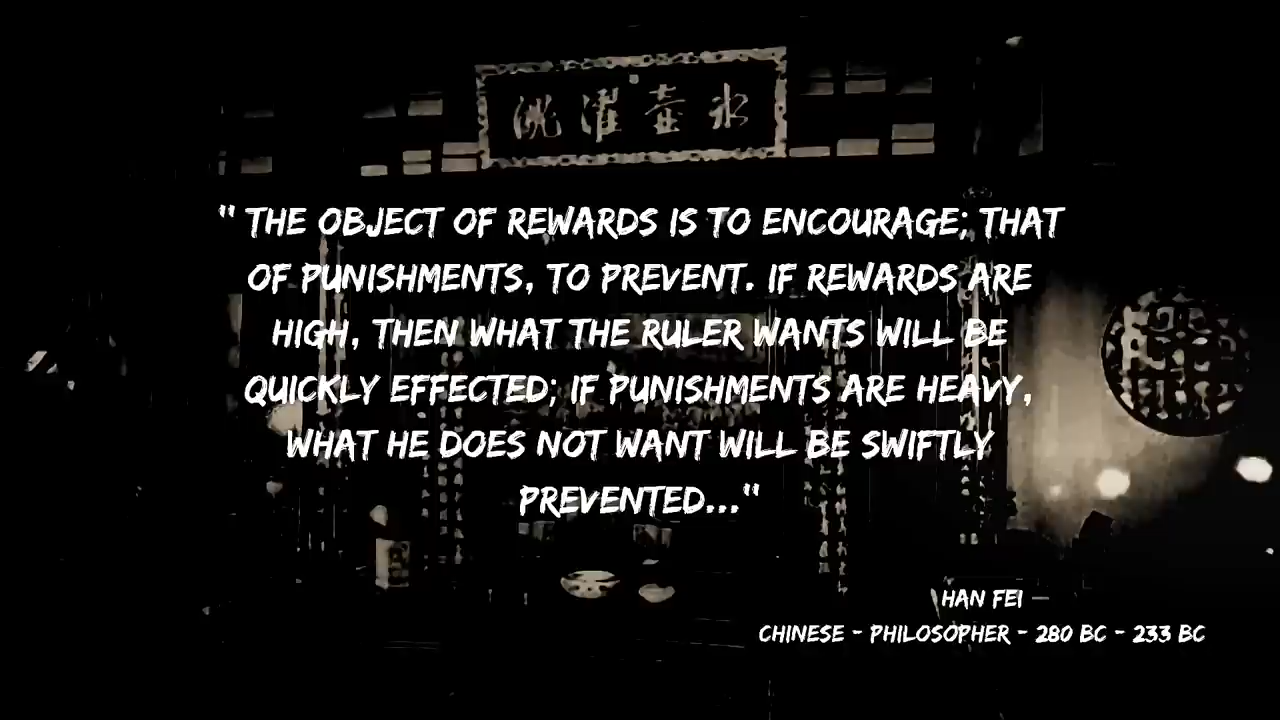 " THE OBJECT OF REWARDS IS TO ENCOURAGE; THAT
OF PUNISHMENTS, TO PREVENT. IF REWARDS ARE
HIGH, THEN WHAT THE RULER WANTS WILL BE
QUICKLY EFFECTED; IF PUNISHMENTS ARE HEAVY,
WHAT HE DOES NOT WANT WILL BE SWIFTLY
PREVENTED..."
HAN FEI —
CHINESE - PHILOSOPHER - 280 BC - 233 BC